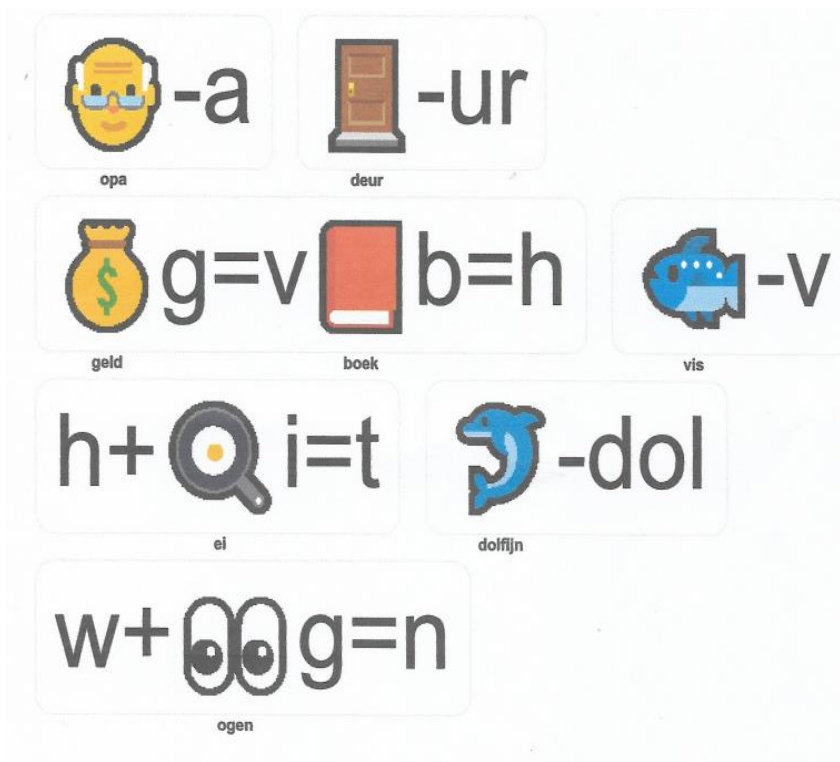 -a -ur
opa deur
$ g=v b=h -v
geld boek vis
h+ i=t -dol
ei dolfijn
w+ g=n
ogen